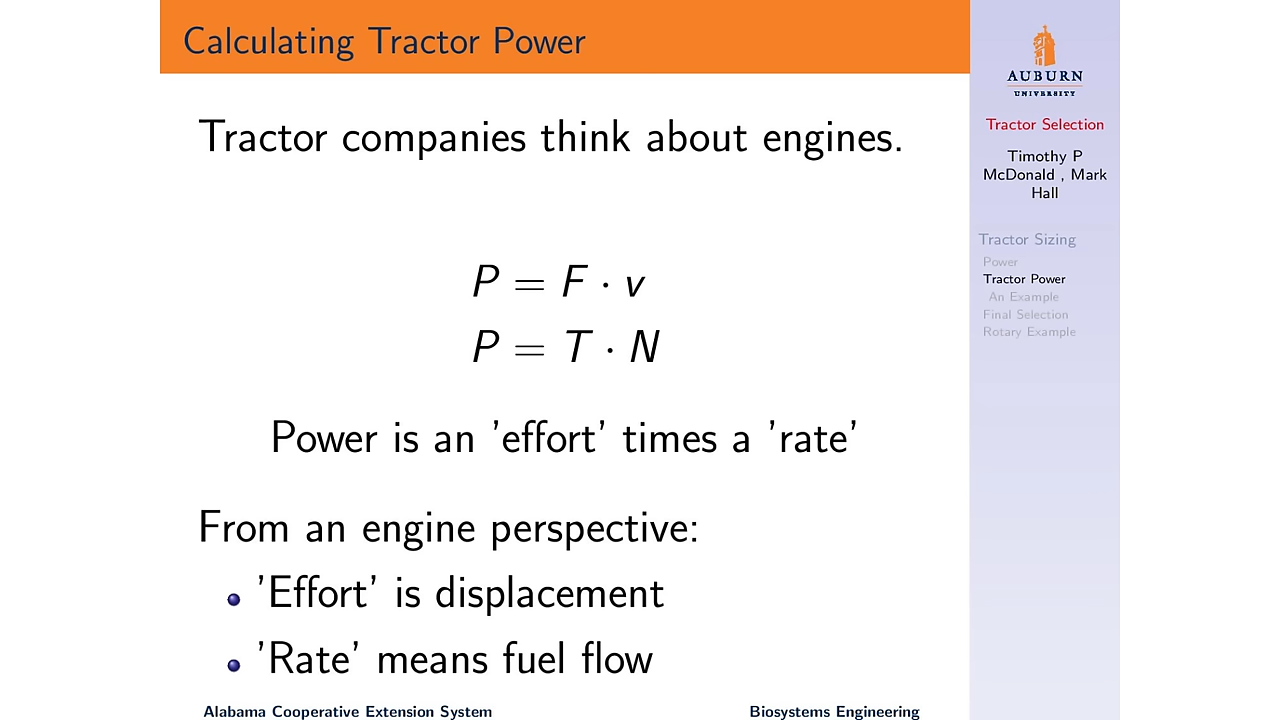 Calculating Tractor Power
Tractor companies think about engines.
P = F · v
P = T · N
Power is an 'effort' times a 'rate'
From an engine perspective:
'Effort' is displacement
'Rate' means fuel flow
Alabama Cooperative Extension System
Biosystems Engineering
AUBURN
UNIVERSITY
Tractor Selection
Timothy P
McDonald , Mark
Hall
Tractor Sizing
Power
Tractor Power
An Example
Final Selection
Rotary Example